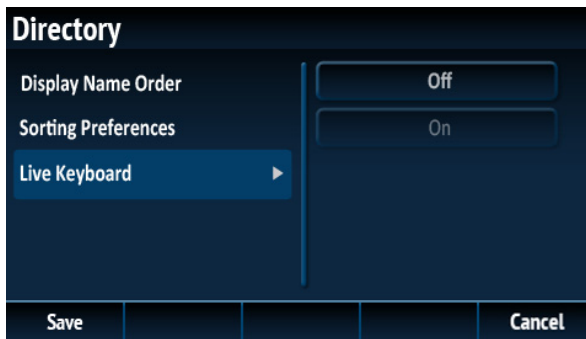 Directory
Display Name Order
Off
Sorting Preferences
On
Live Keyboard
Save
Cancel